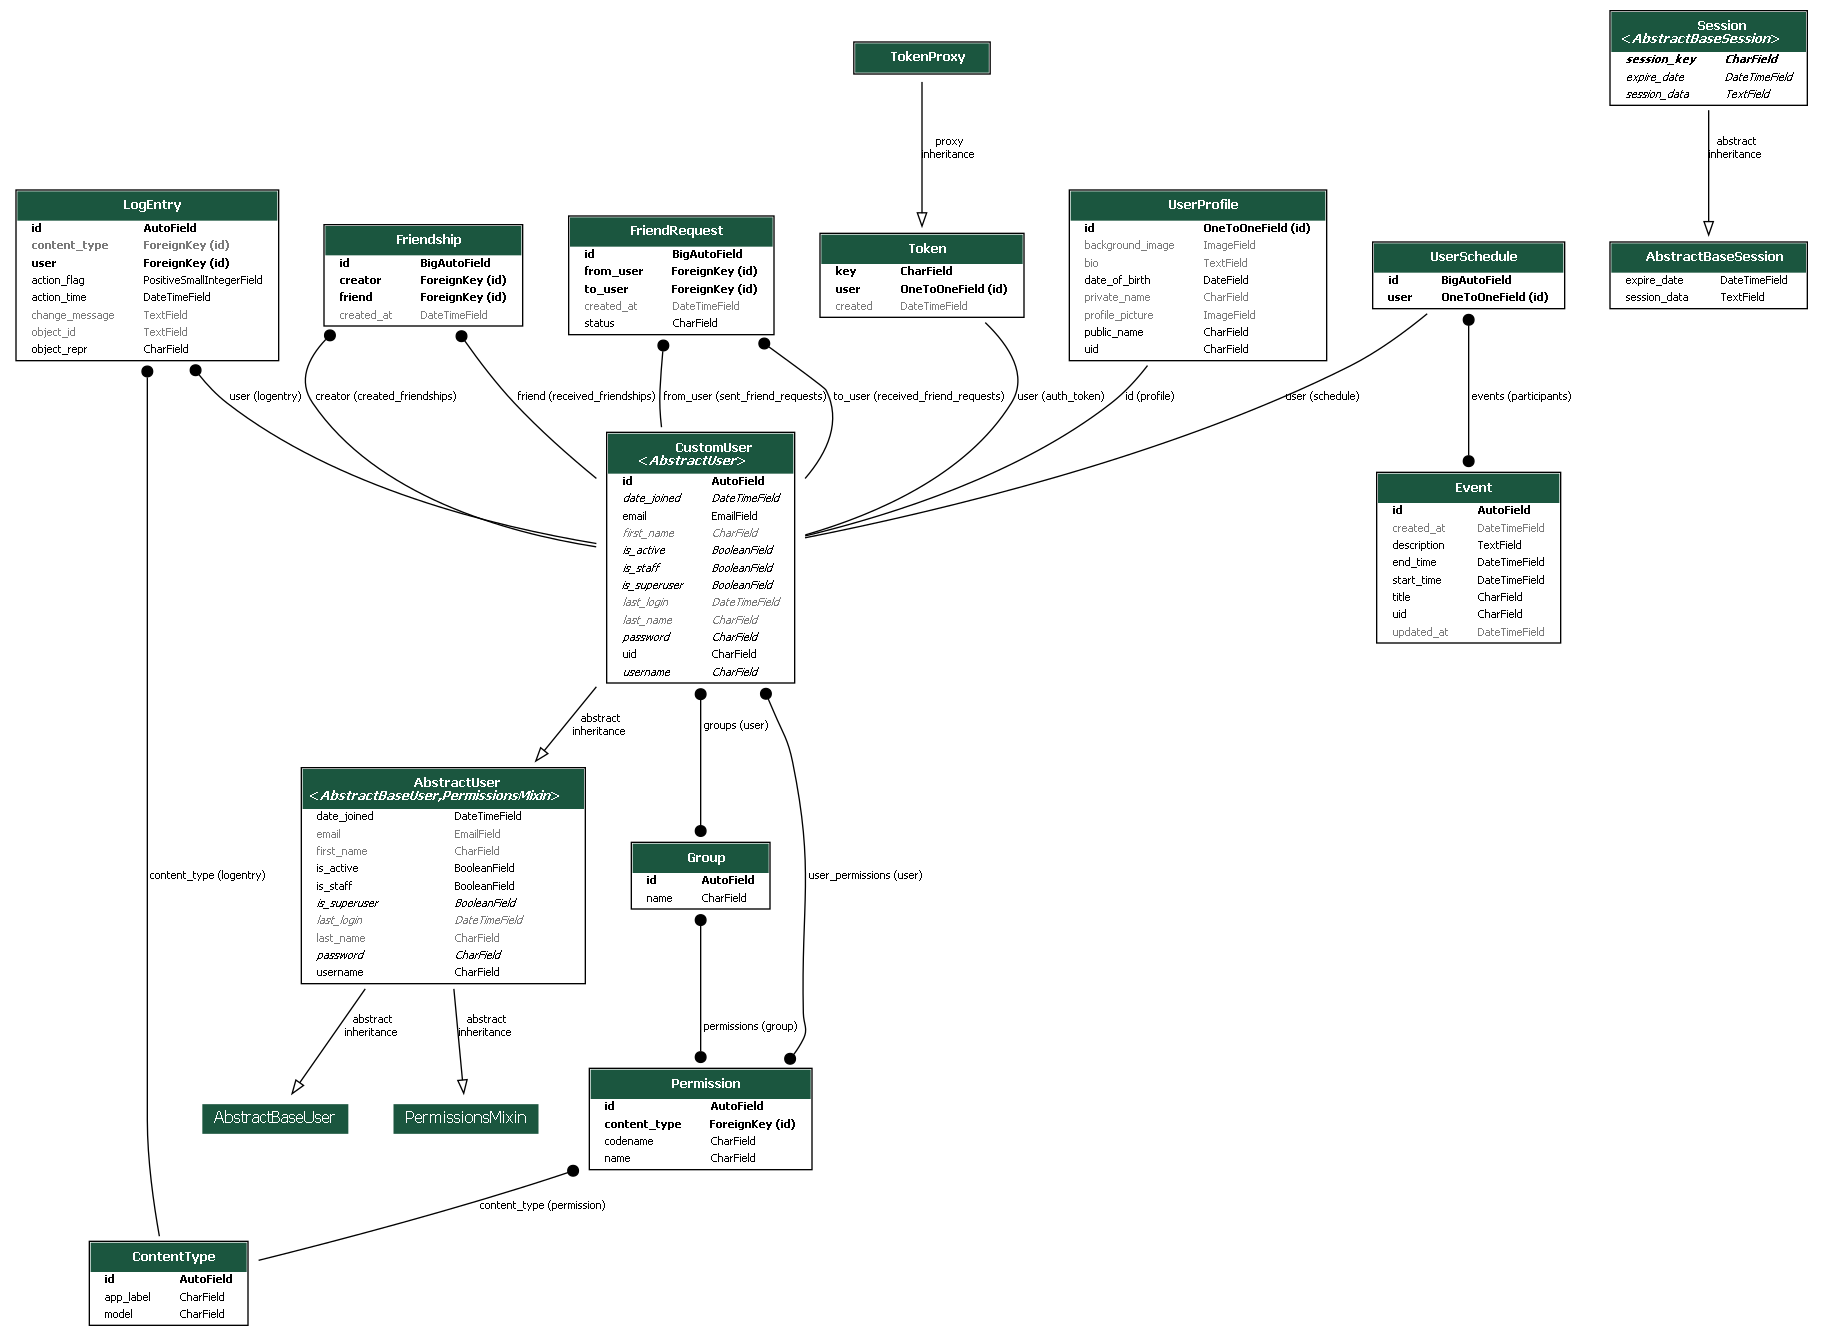 TokenProxy
Session
<AbstractBaseSession>
session_key CharField
expire_date DateTimeField
session_data TextField
proxy
inheritance
abstract
inheritance
LogEntry
id AutoField
content_type ForeignKey (id)
user ForeignKey (id)
action_flag PositiveSmallIntegerField
action_time DateTimeField
change_message TextField
object_id TextField
object_repr CharField
Friendship
id BigAutoField
creator ForeignKey (id)
friend ForeignKey (id)
created_at DateTimeField
FriendRequest
id BigAutoField
from_user ForeignKey (id)
to_user ForeignKey (id)
created_at DateTimeField
status CharField
Token
key CharField
user OneToOneField (id)
created DateTimeField
UserProfile
id OneToOneField (id)
background_image ImageField
bio TextField
date_of_birth DateField
private_name CharField
profile_picture ImageField
public_name CharField
uid CharField
UserSchedule
id BigAutoField
user OneToOneField (id)
AbstractBaseSession
expire_date DateTimeField
session_data TextField
user (logentry)
creator (created_friendships)
friend (received_friendships)
from_user (sent_friend_requests)
to_user (received_friend_requests)
user (auth_token)
id (profile)
user (schedule)
events (participants)
CustomUser
<AbstractUser>
id AutoField
date_joined DateTimeField
email EmailField
first_name CharField
is_active BooleanField
is_staff BooleanField
is_superuser BooleanField
last_login DateTimeField
last_name CharField
password CharField
uid CharField
username CharField
Event
id AutoField
created_at DateTimeField
description TextField
end_time DateTimeField
start_time DateTimeField
title CharField
uid CharField
updated_at DateTimeField
abstract
inheritance
groups (user)
AbstractUser
<AbstractBaseUser,PermissionsMixin>
date_joined DateTimeField
email EmailField
first_name CharField
is_active BooleanField
is_staff BooleanField
is_superuser BooleanField
last_login DateTimeField
last_name CharField
password CharField
username CharField
Group
id AutoField
name CharField
content_type (logentry)
user_permissions (user)
abstract
inheritance
abstract
inheritance
permissions (group)
AbstractBaseUser
PermissionsMixin
Permission
id AutoField
content_type ForeignKey (id)
codename CharField
name CharField
content_type (permission)
ContentType
id AutoField
app_label CharField
model CharField